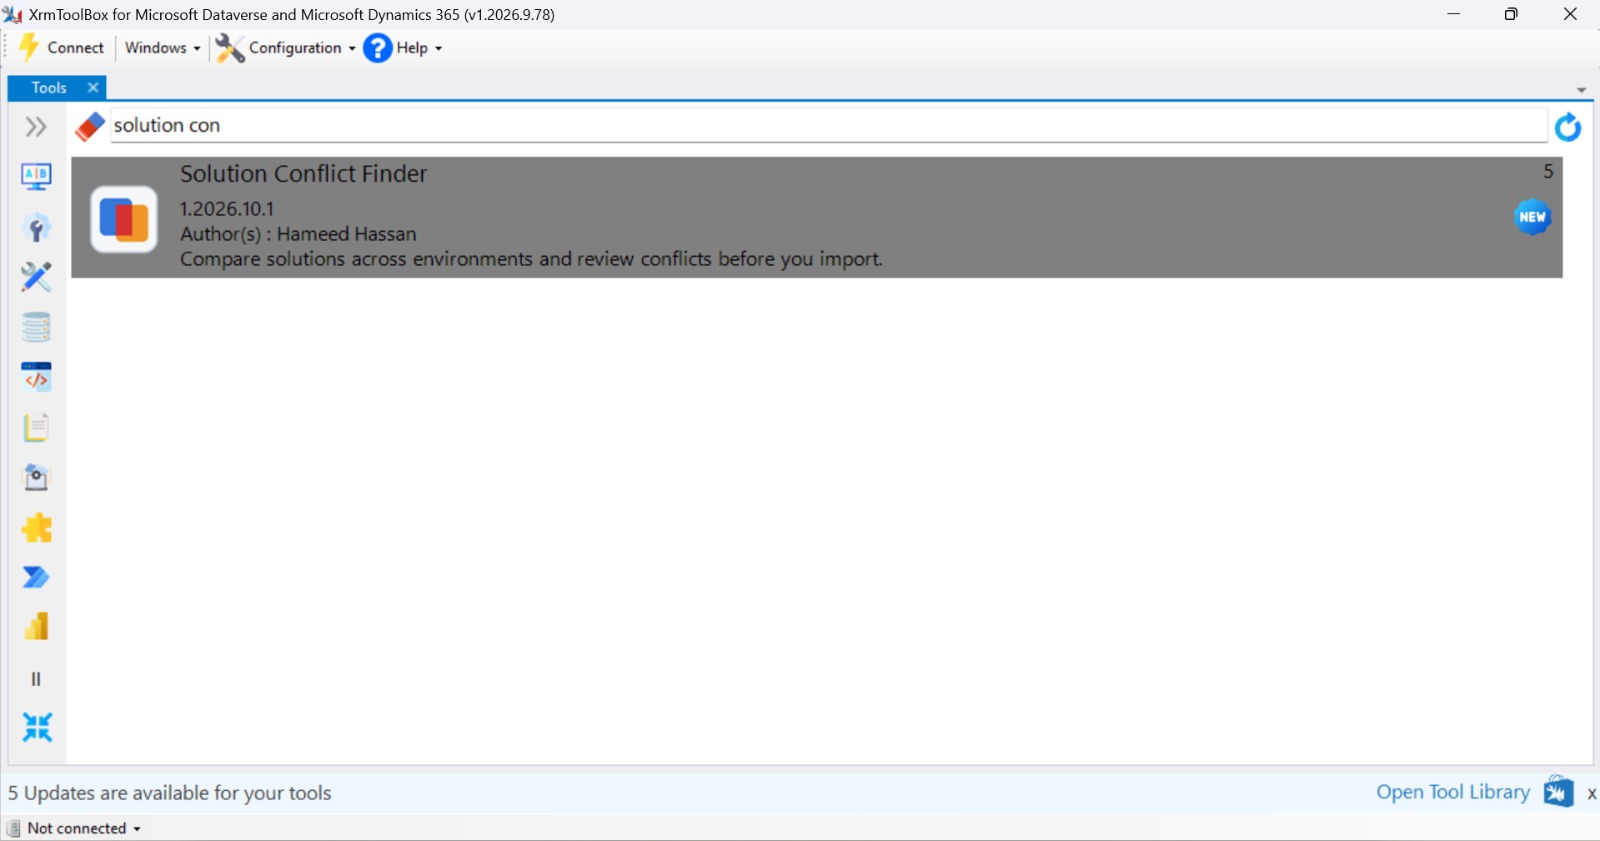 XrmToolBox for Microsoft Dataverse and Microsoft Dynamics 365 (v1.2026.9.78)
Connect Windows Configuration Help
Tools
solution con
Solution Conflict Finder 5
1.2026.10.1
NEW
Author(s) : Hameed Hassan
Compare solutions across environments and review conflicts before you import.
5 Updates are available for your tools Open Tool Library x
Not connected